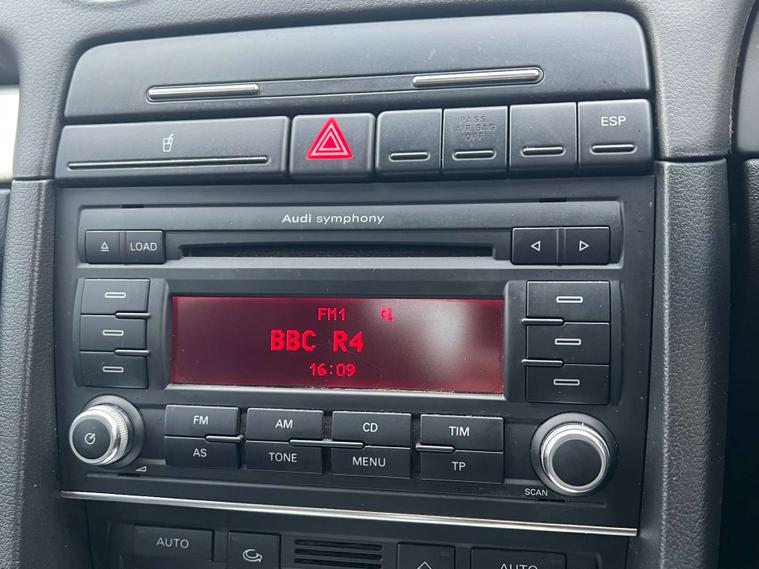 PASS.
AIR BAG
OFF
ESP
Audi symphony
LOAD
FM1
BBC R4
16:09
FM AM CD TIM
AS TONE MENU TP
SCAN
AUTO AUTO